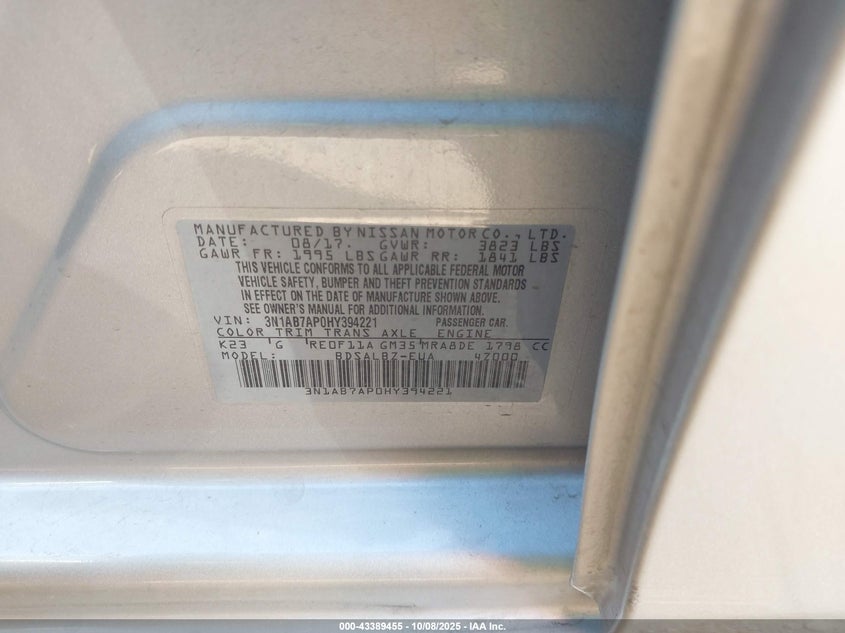 MANUFACTURED BY NISSAN MOTOR CO., LTD.
DATE: 08/17. GVWR: 3823 LBS
GAWR FR: 1995 LBS GAWR RR: 1841 LBS
THIS VEHICLE CONFORMS TO ALL APPLICABLE FEDERAL MOTOR
VEHICLE SAFETY, BUMPER AND THEFT PREVENTION STANDARDS
IN EFFECT ON THE DATE OF MANUFACTURE SHOWN ABOVE.
SEE OWNER'S MANUAL FOR ADDITIONAL INFORMATION.
VIN: 3N1AB7AP0HY394221 PASSENGER CAR.
COLOR TRIM TRANS AXLE ENGINE
K23 G RE0F11A GM35 MRA8DE 1798 CC
MODEL: BDSALBZ-EUA 47000
3N1AB7AP0HY394221
000-43389455 - 10/08/2025 - IAA Inc.